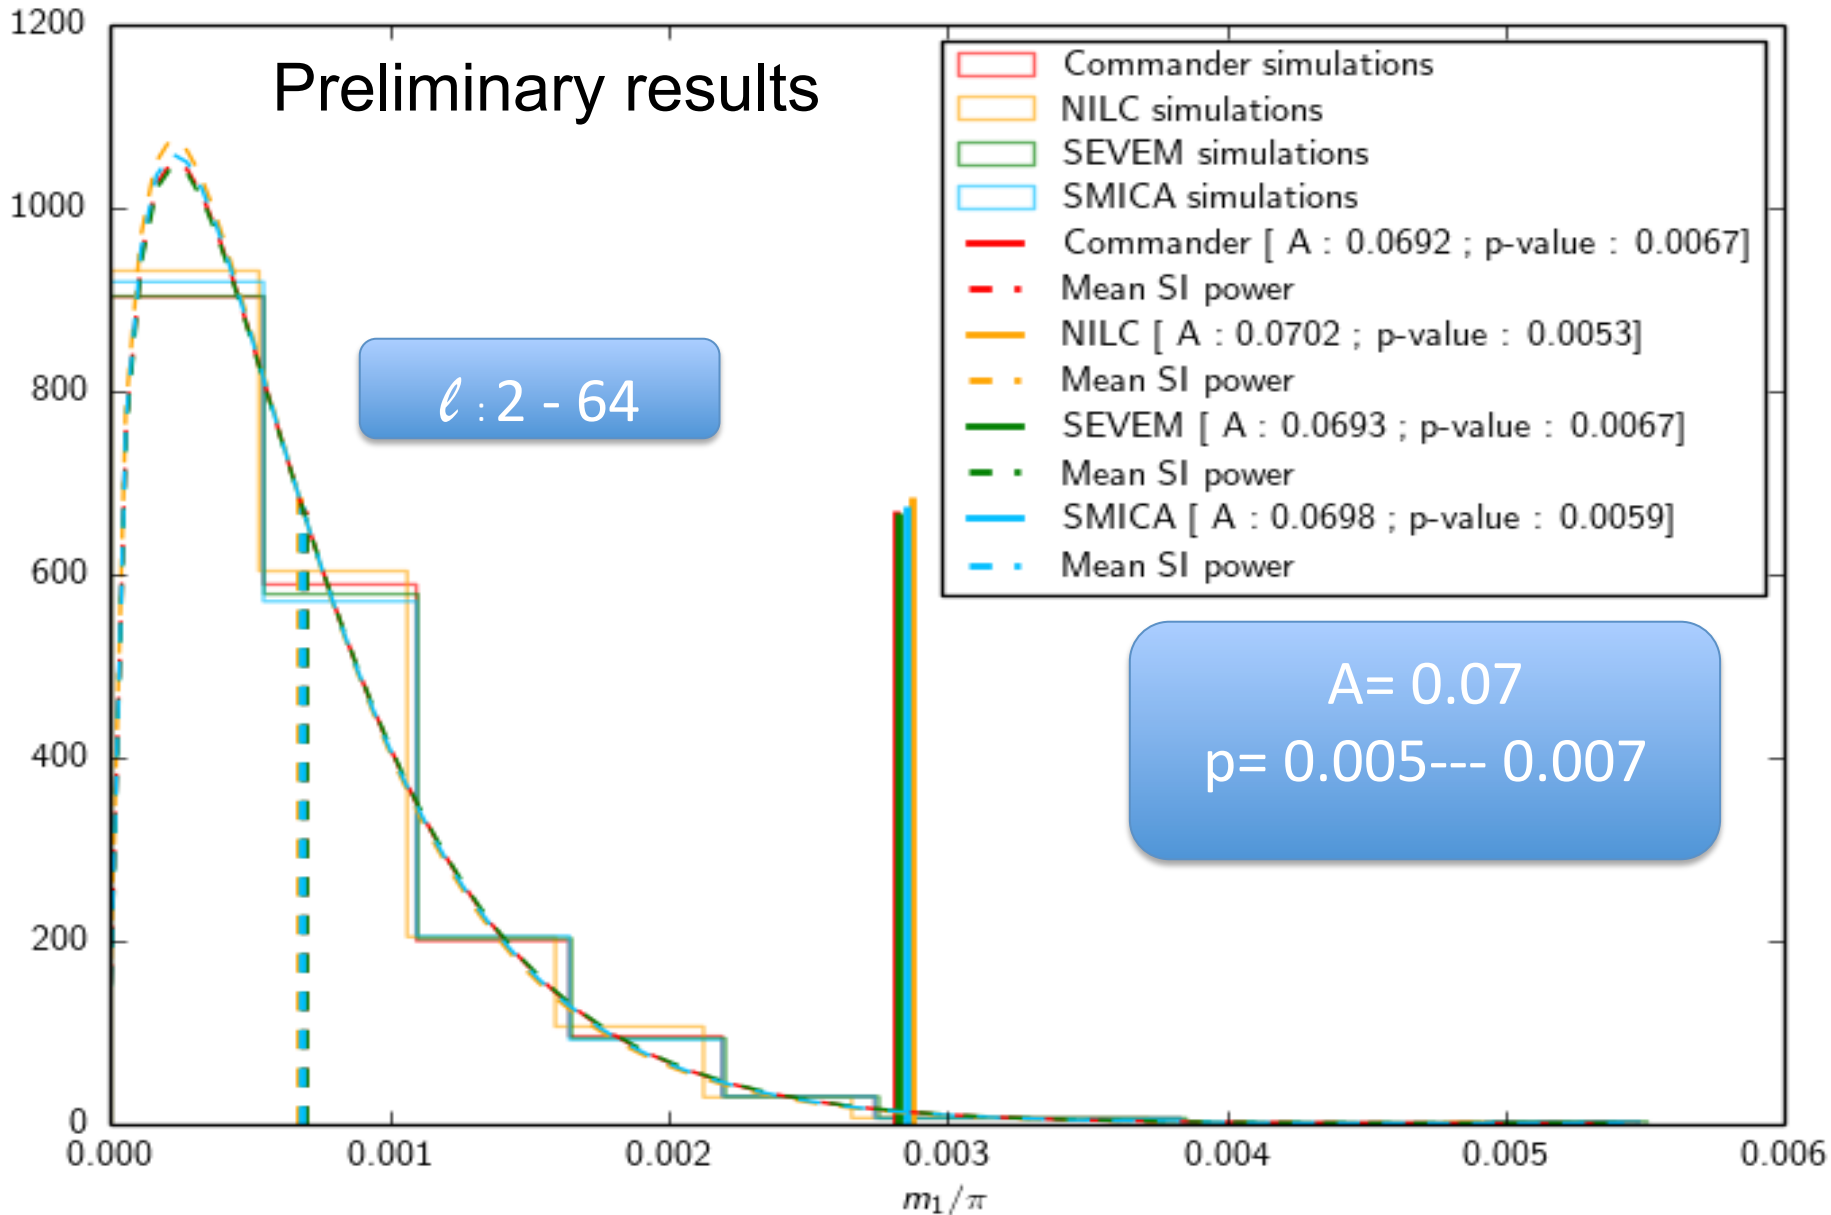 Preliminary results
1200
1000
800
600
400
200
0
0.000 0.001 0.002 0.003 0.004 0.005 0.006
m₁/π
Commander simulations
NILC simulations
SEVEM simulations
SMICA simulations
Commander [ A : 0.0692 ; p-value : 0.0067]
Mean SI power
NILC [ A : 0.0702 ; p-value : 0.0053]
Mean SI power
SEVEM [ A : 0.0693 ; p-value : 0.0067]
Mean SI power
SMICA [ A : 0.0698 ; p-value : 0.0059]
Mean SI power
ℓ : 2 - 64
A= 0.07
p= 0.005--- 0.007